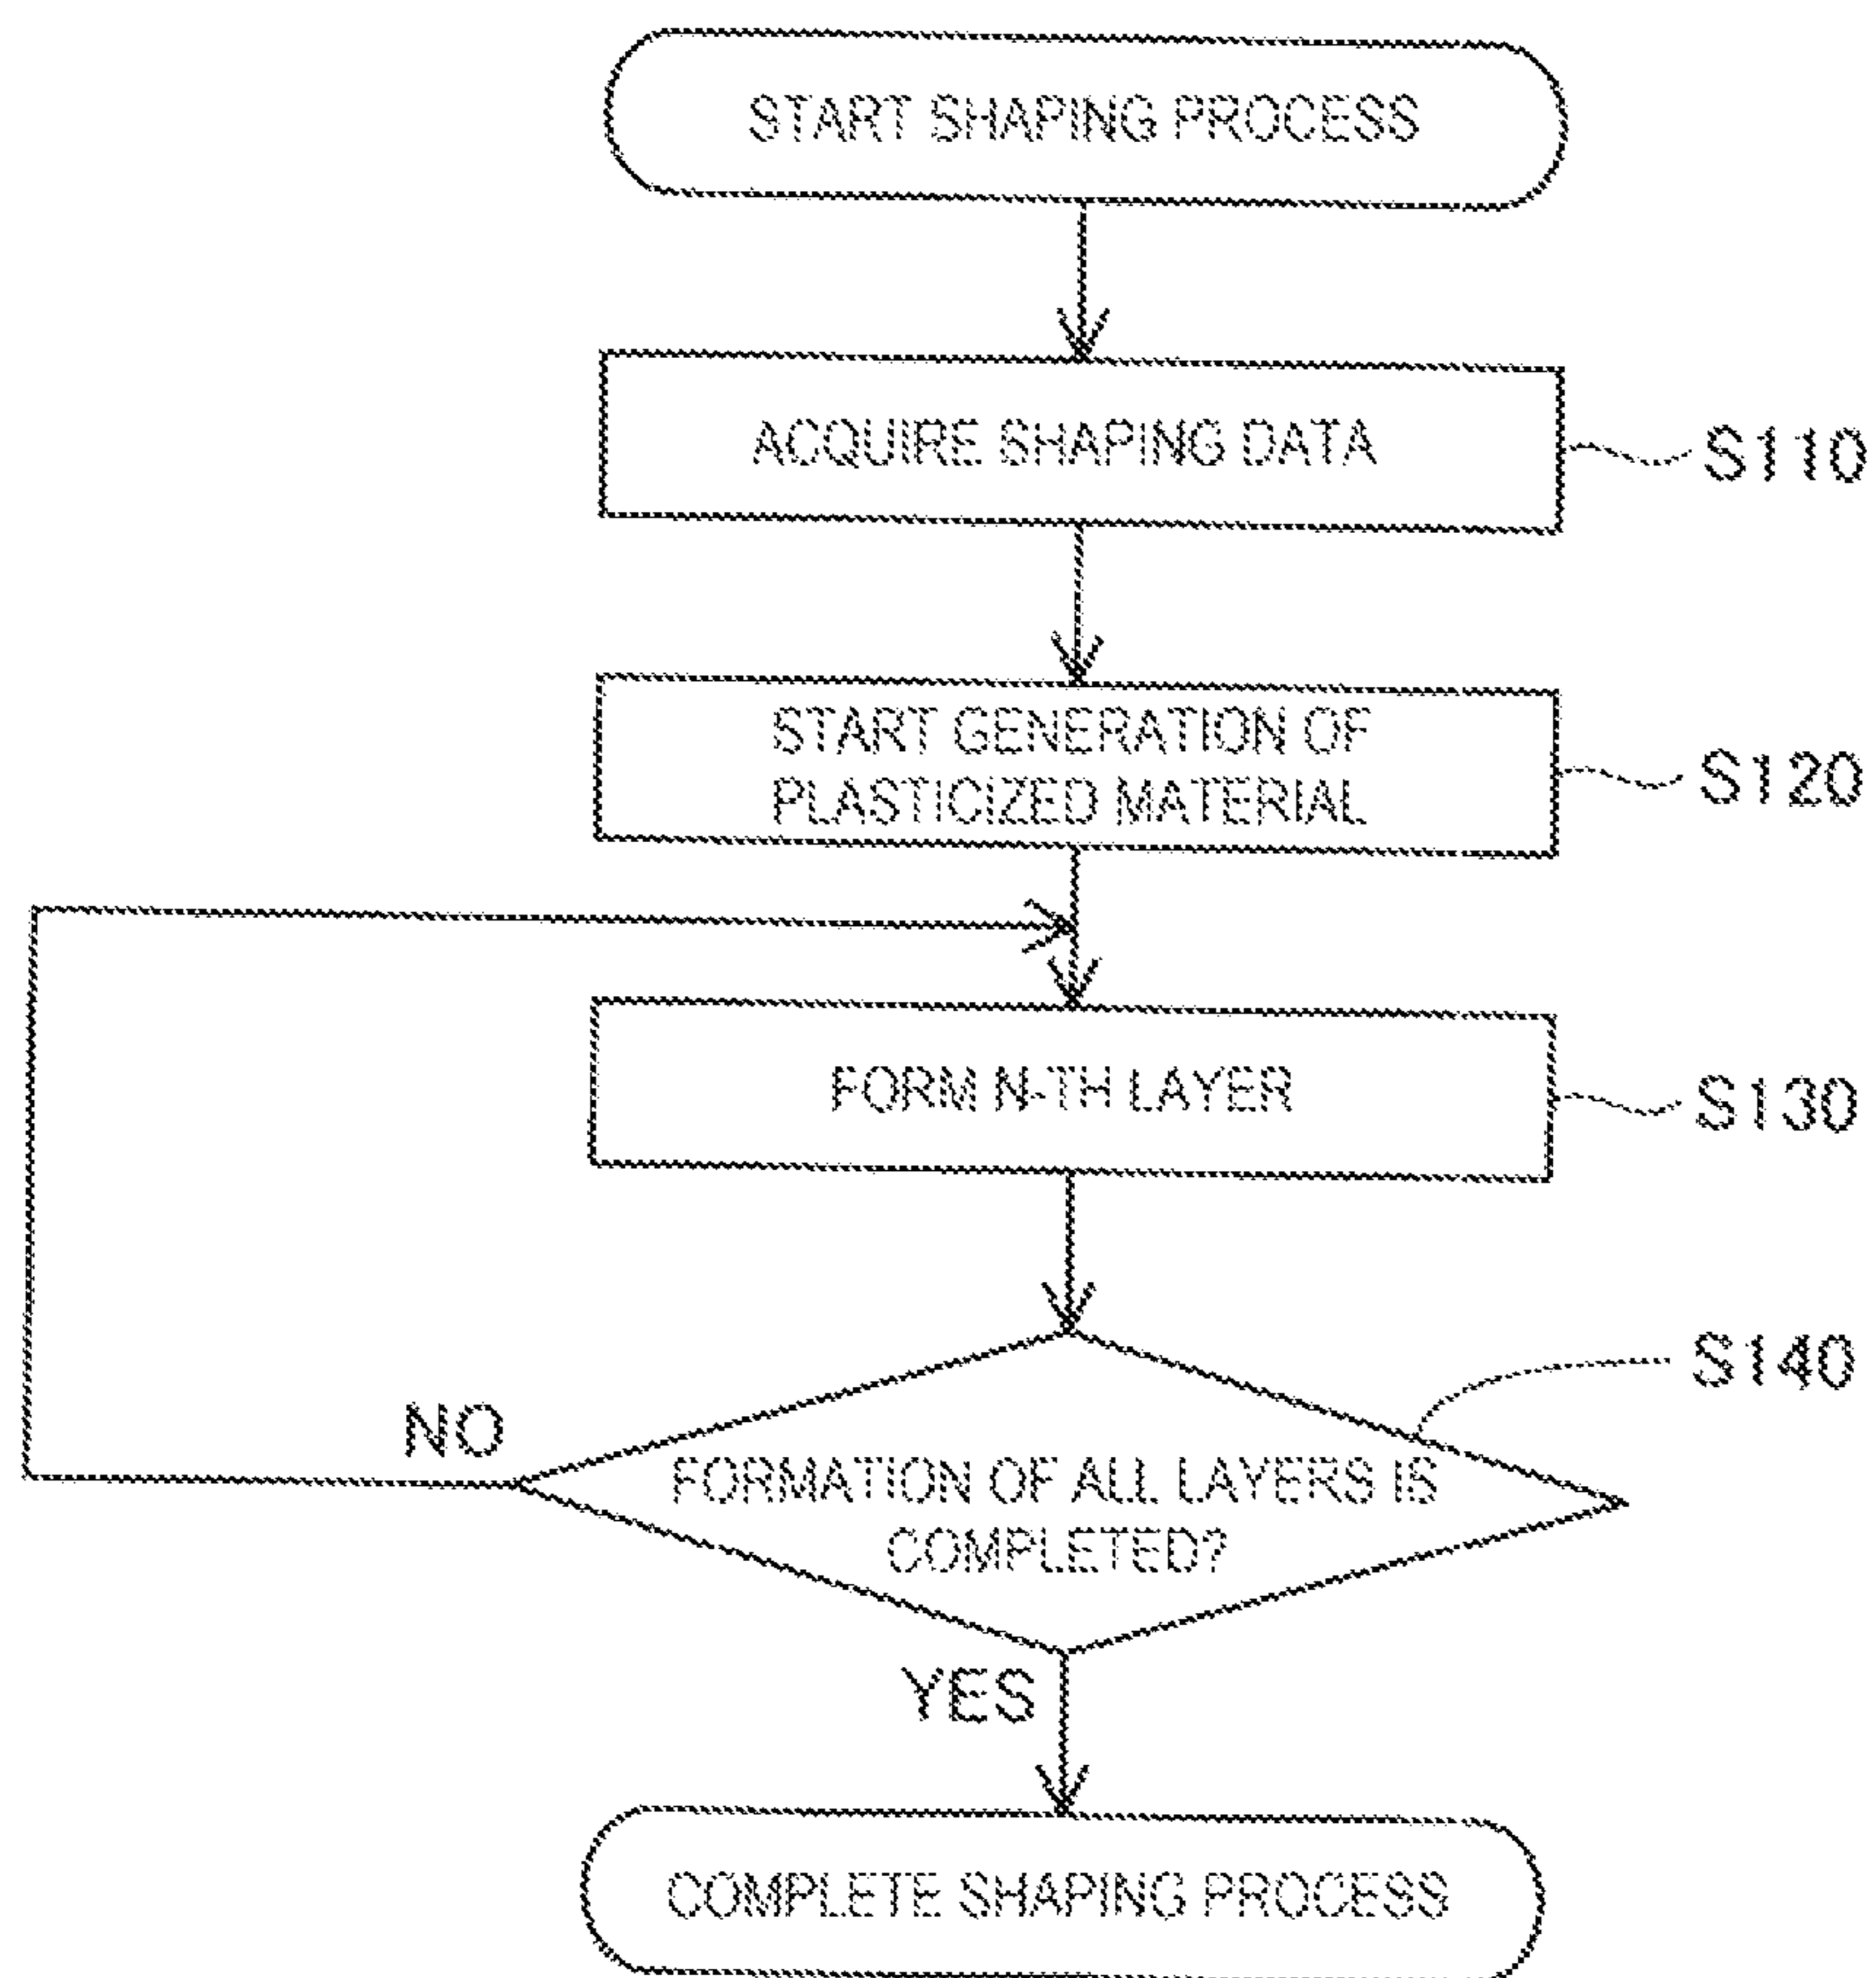 START SHAPING PROCESS
ACQUIRE SHAPING DATA
S110
START GENERATION OF
PLASTICIZED MATERIAL
S120
FORM N-TH LAYER
S130
S140
NO
FORMATION OF ALL LAYERS IS
COMPLETED?
YES
COMPLETE SHAPING PROCESS